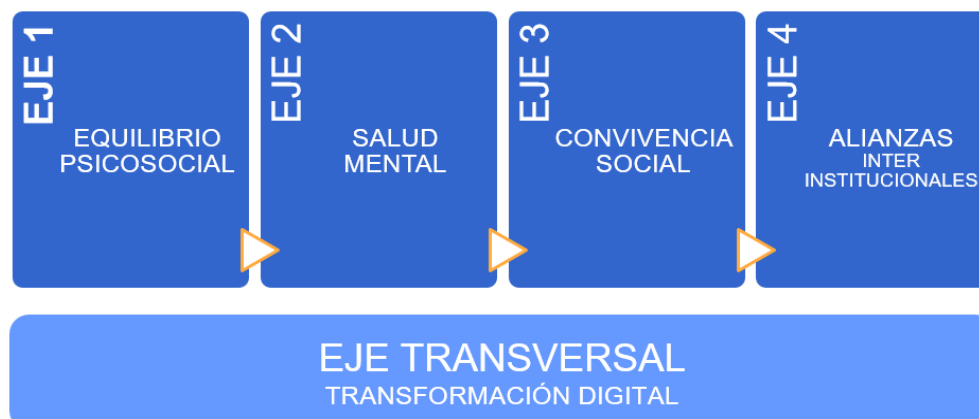 EJE 1
EQUILIBRIO
PSICOSOCIAL
EJE 2
SALUD
MENTAL
EJE 3
CONVIVENCIA
SOCIAL
EJE 4
ALIANZAS
INTER
INSTITUCIONALES
EJE TRANSVERSAL
TRANSFORMACIÓN DIGITAL